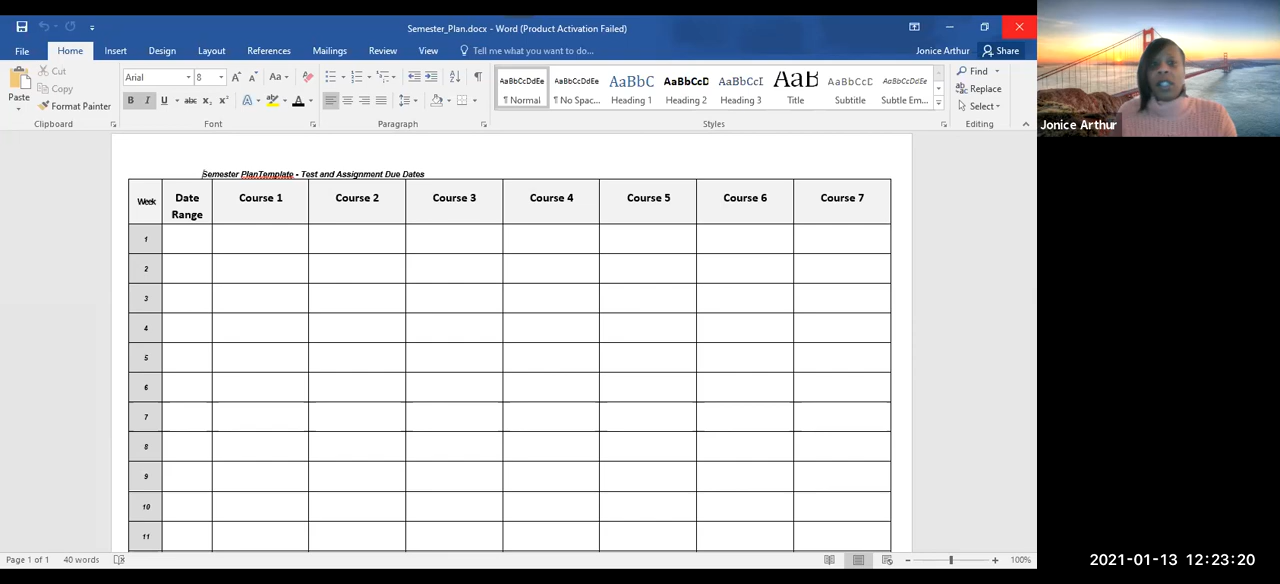 Semester_Plan.docx - Word (Product Activation Failed)
File Home Insert Design Layout References Mailings Review View Tell me what you want to do... Jonice Arthur Share
Paste
Cut
Copy
Format Painter
Clipboard
Arial 8 A A Aa
B I U abc X₂ X² A A
Font
Paragraph
AaBbCcDdEe AaBbCcDdEe AaBbC AaBbCcD AaBbCcI AaB AaBbCcD AaBbCcDdEe
¶ Normal ¶ No Spac... Heading 1 Heading 2 Heading 3 Title Subtitle Subtle Em...
Styles
Find
Replace
Select
Editing
Jonice Arthur
Semester PlanTemplate - Test and Assignment Due Dates
Week Date Range Course 1 Course 2 Course 3 Course 4 Course 5 Course 6 Course 7
1
2
3
4
5
6
7
8
9
10
11
Page 1 of 1 40 words 100%
2021-01-13 12:23:20